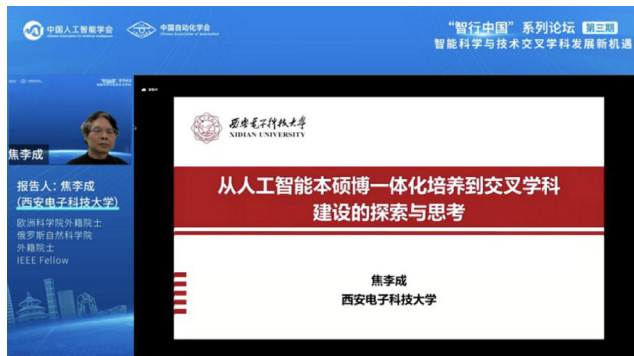 中国人工智能学会
中国自动化学会
“智行中国”系列论坛 第三期
智能科学与技术交叉学科发展新机遇
焦李成
报告人：焦李成
(西安电子科技大学)
欧洲科学院外籍院士
俄罗斯自然科学院
外籍院士
IEEE Fellow
西安电子科技大学
XIDIAN UNIVERSITY
从人工智能本硕博一体化培养到交叉学科
建设的探索与思考
焦李成
西安电子科技大学